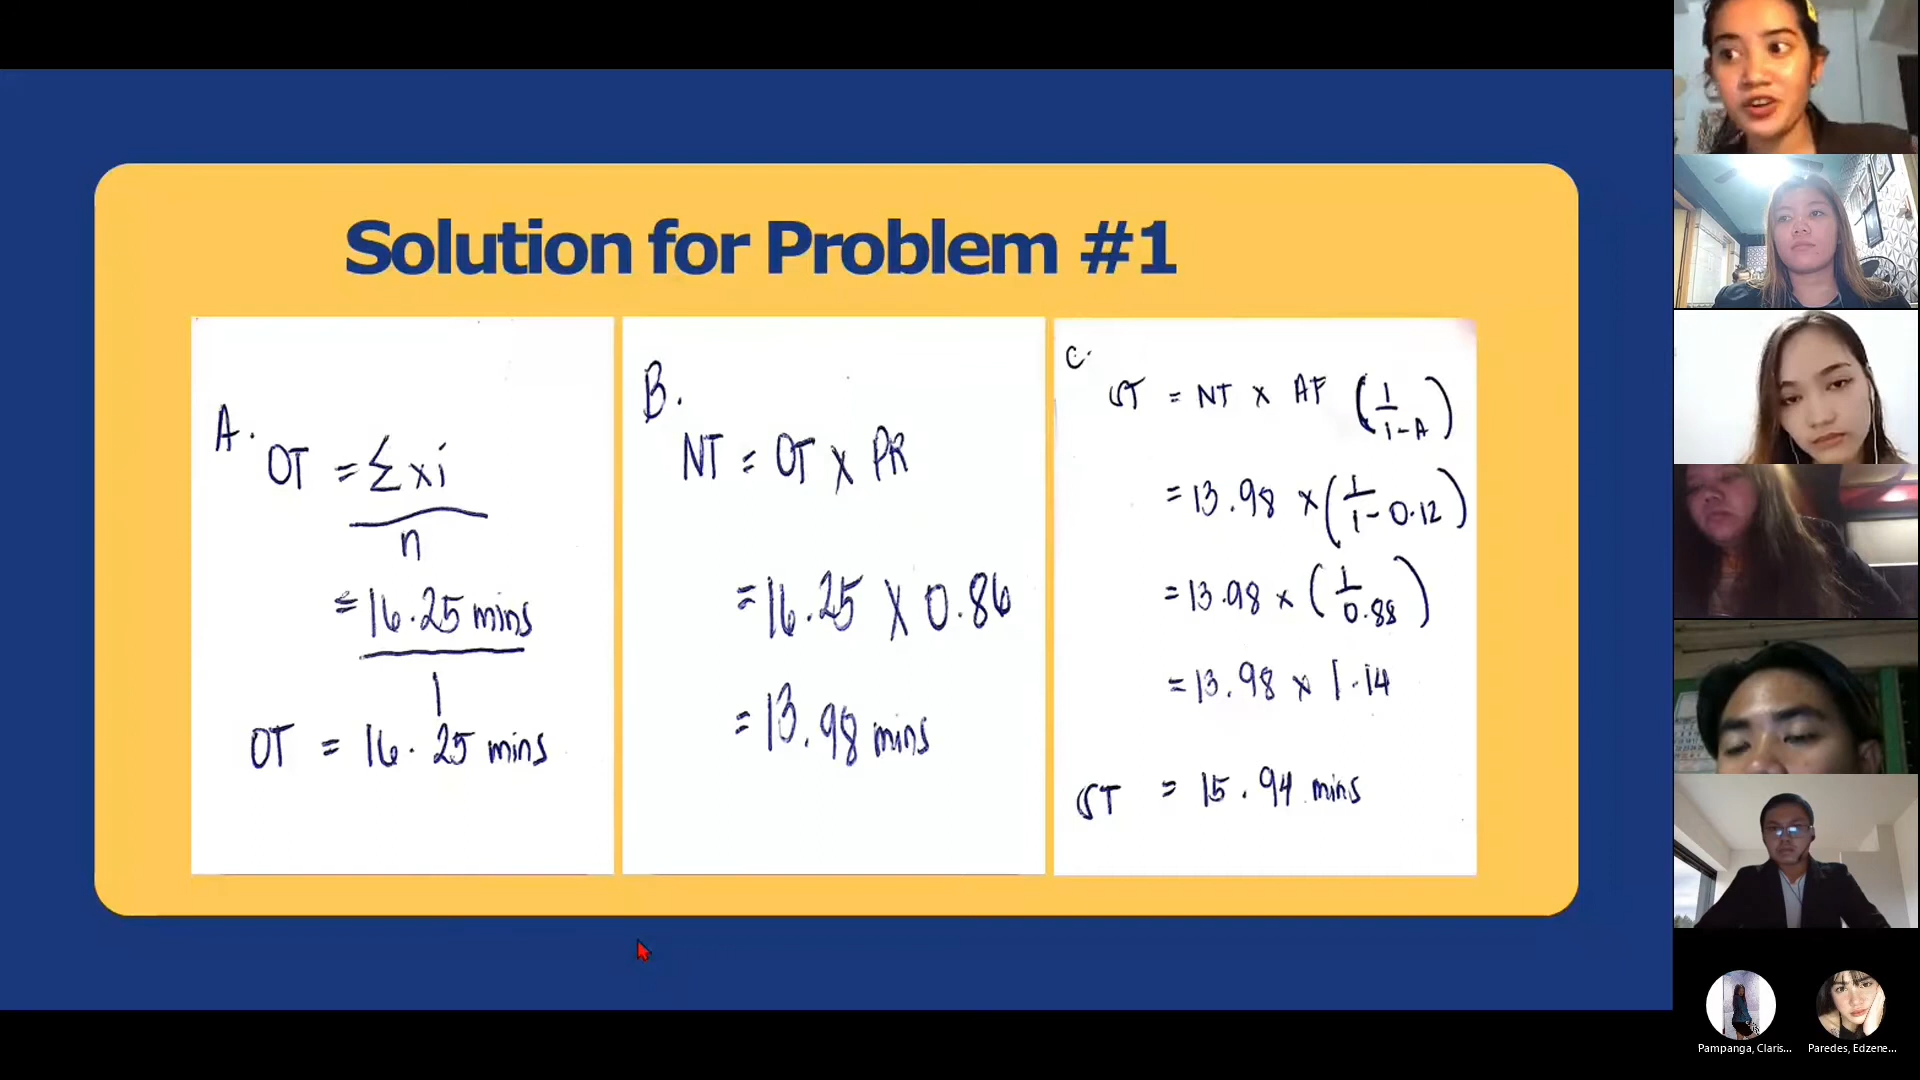 Solution for Problem #1
A.
OT = Σxi
n
= 16.25 mins
1
OT = 16.25 mins
B.
NT = OT X PR
= 16.25 X 0.86
= 13.98 mins
C.
ST = NT x AF (1
1-A)
= 13.98 x (1
1-0.12)
= 13.98 x (1
0.88)
= 13.98 x 1.14
ST = 15.94 mins
Pampanga, Claris...
Paredes, Edzene...